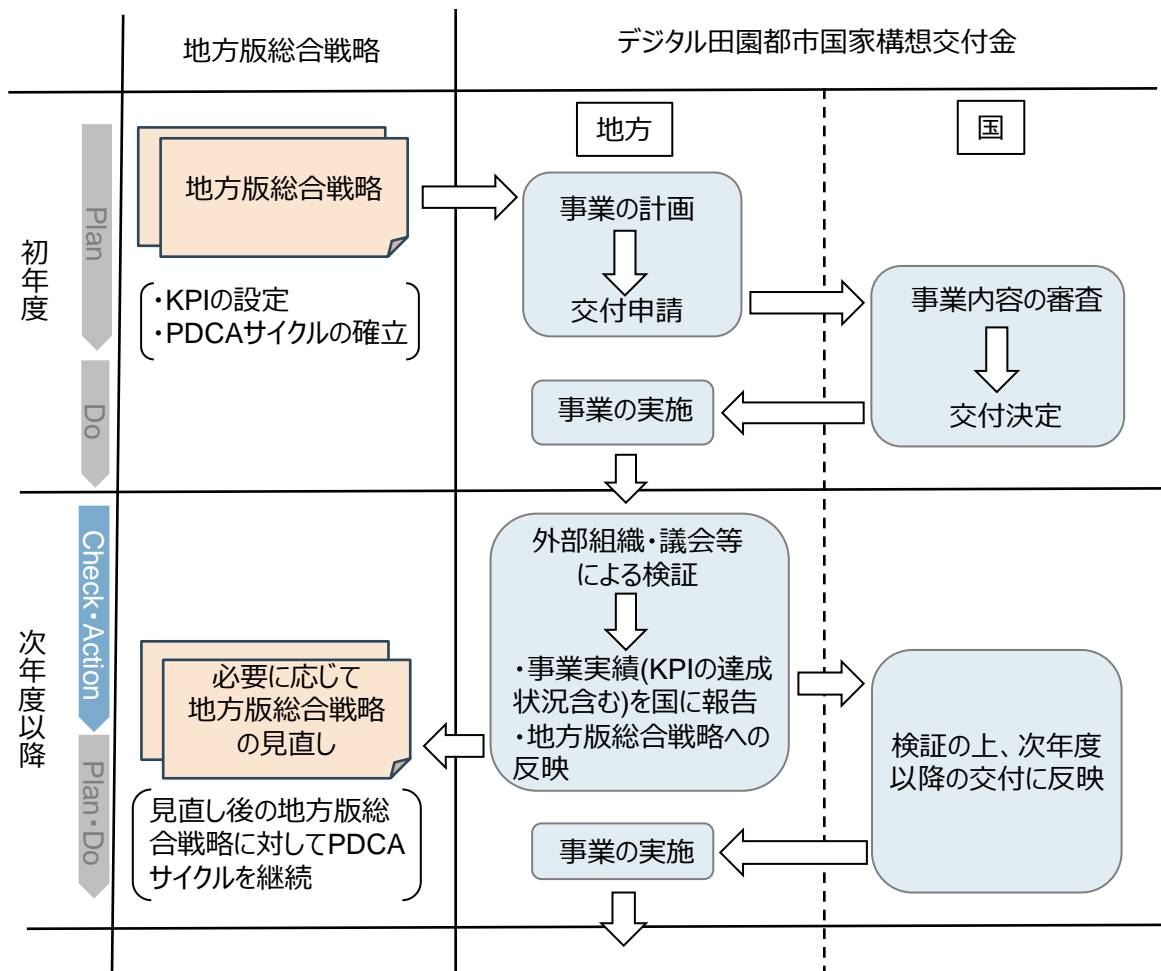 地方版総合戦略
デジタル田園都市国家構想交付金
地方
国
初年度
Plan
Do
地方版総合戦略
・KPIの設定
・PDCAサイクルの確立
事業の計画
交付申請
事業内容の審査
交付決定
事業の実施
次年度以降
Check・Action
Plan・Do
外部組織・議会等
による検証
・事業実績(KPIの達成
状況含む)を国に報告
・地方版総合戦略への
反映
必要に応じて
地方版総合戦略
の見直し
見直し後の地方版総
合戦略に対してPDCA
サイクルを継続
検証の上、次年度
以降の交付に反映
事業の実施